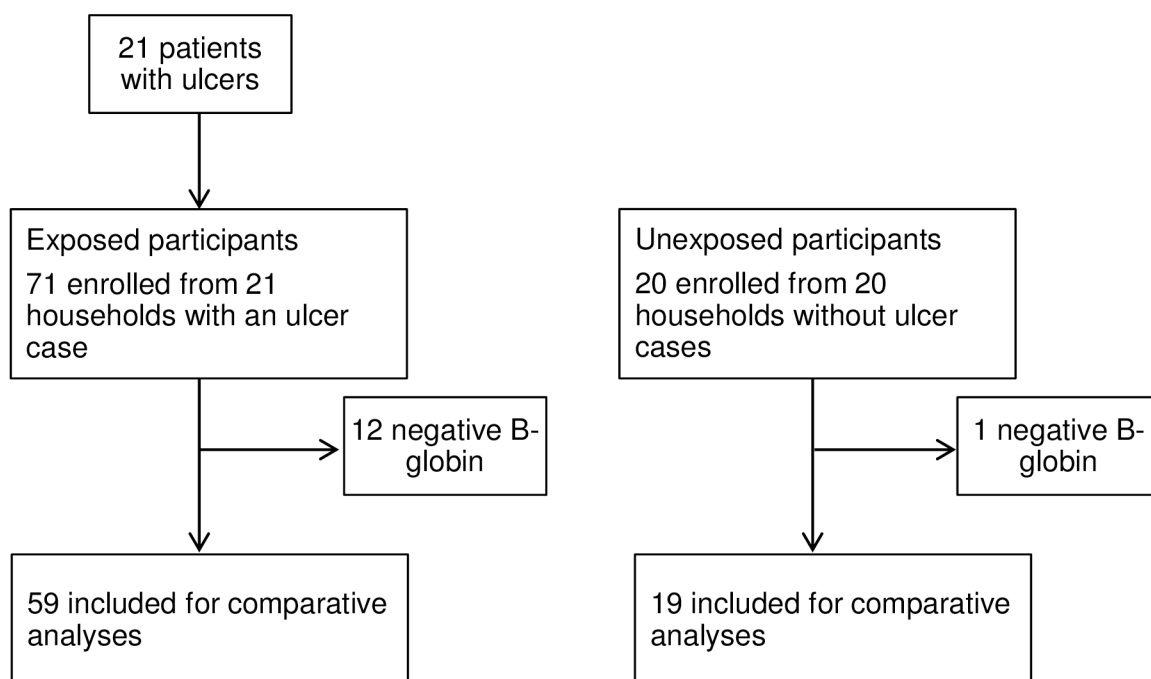 21 patients
with ulcers
Exposed participants
71 enrolled from 21
households with an ulcer
case
Unexposed participants
20 enrolled from 20
households without ulcer
cases
12 negative B-
globin
1 negative B-
globin
59 included for comparative
analyses
19 included for comparative
analyses